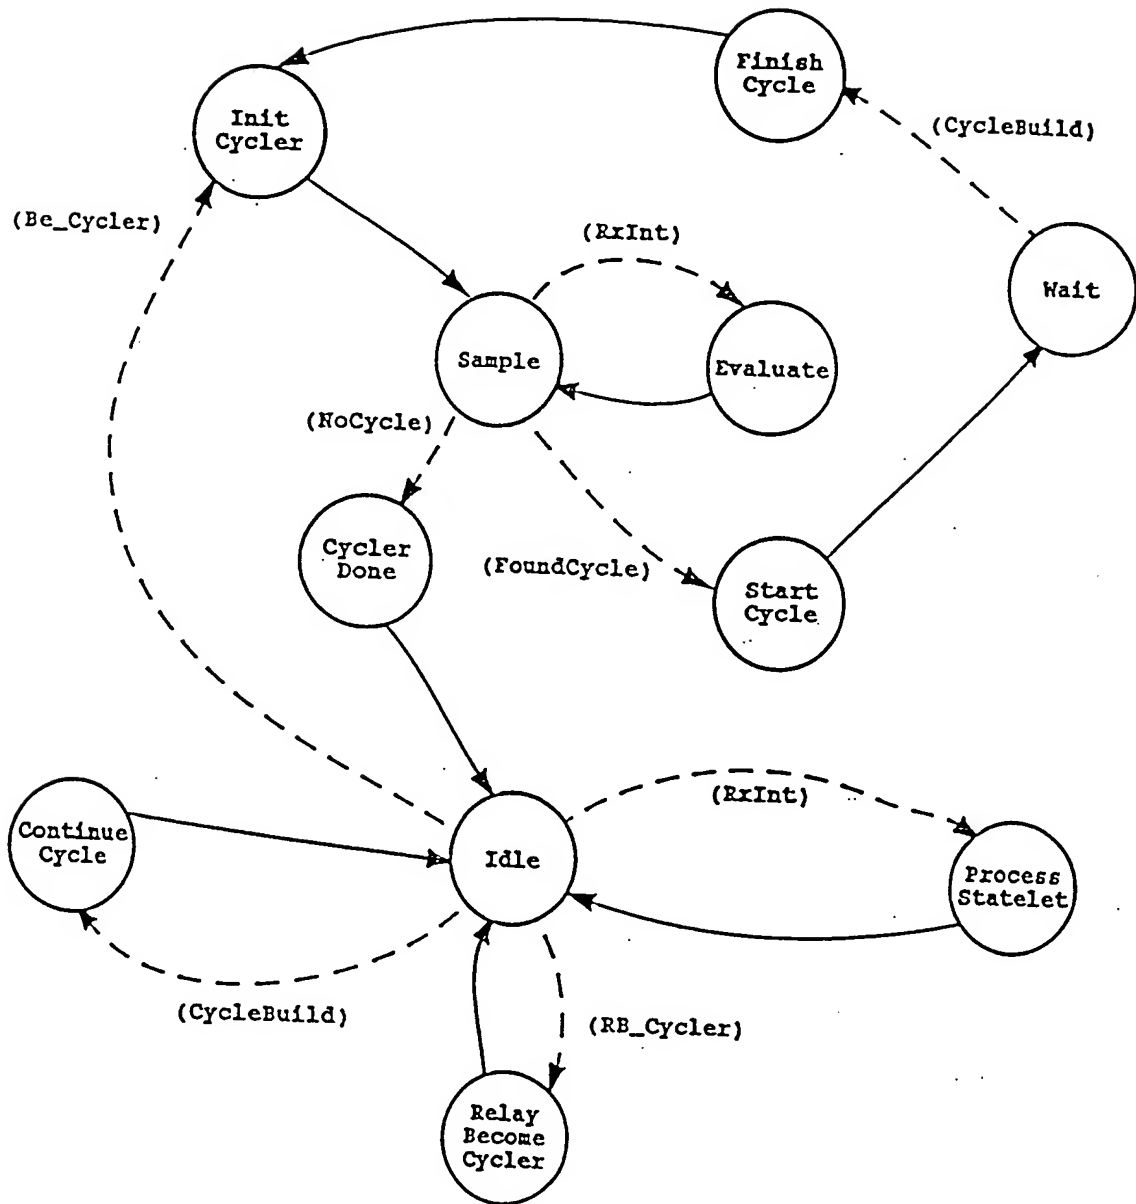 Finish
Cycle
Init
Cycler
(CycleBuild)
(Be_Cycler)
(RxInt)
Wait
Sample
Evaluate
(NoCycle)
Cycler
Done
(FoundCycle)
Start
Cycle
(RxInt)
Continue
Cycle
Idle
Process
Statelet
(CycleBuild)
(RB_Cycler)
Relay
Become
Cycler